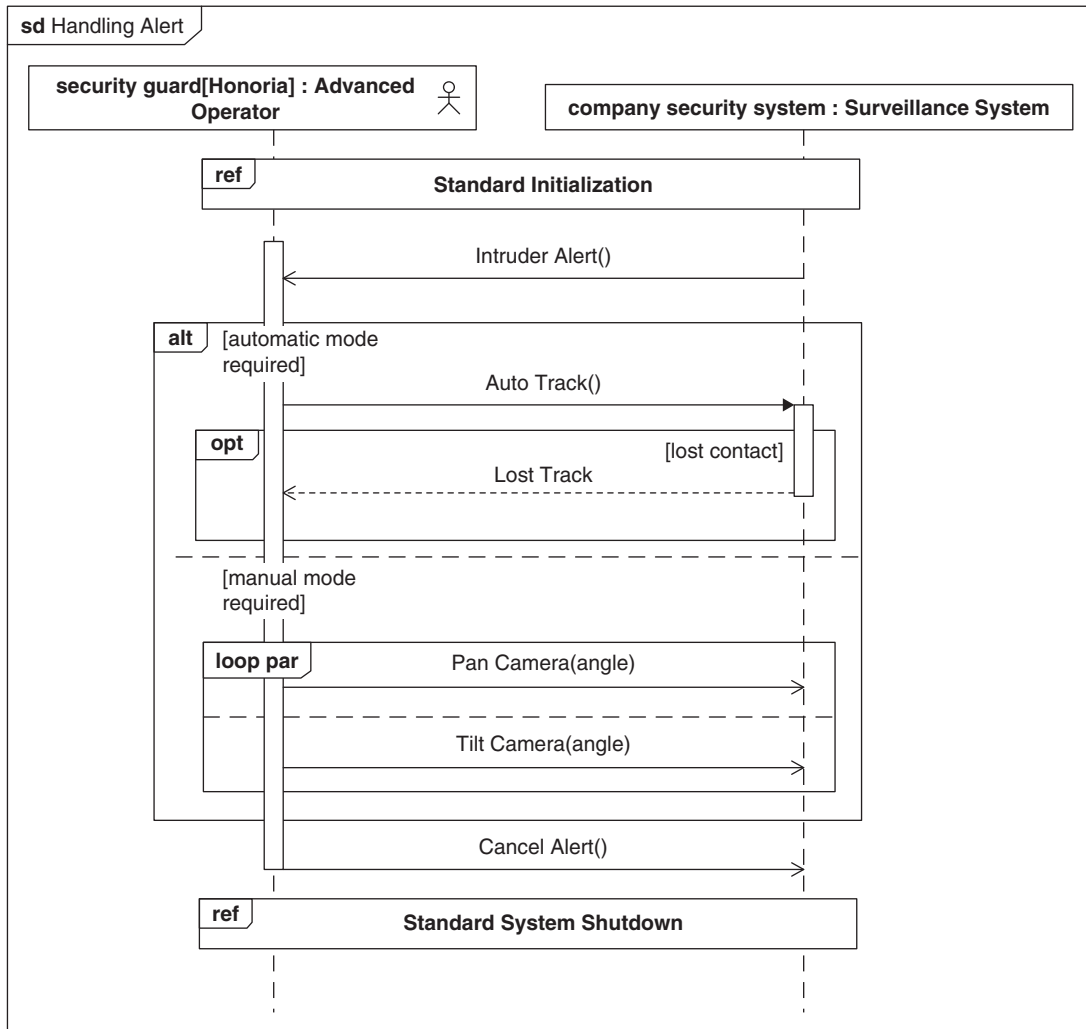 sd Handling Alert
security guard[Honoria] : Advanced
Operator
company security system : Surveillance System
ref
Standard Initialization
Intruder Alert()
alt
[automatic mode
required]
Auto Track()
opt
[lost contact]
Lost Track
[manual mode
required]
loop par
Pan Camera(angle)
Tilt Camera(angle)
Cancel Alert()
ref
Standard System Shutdown